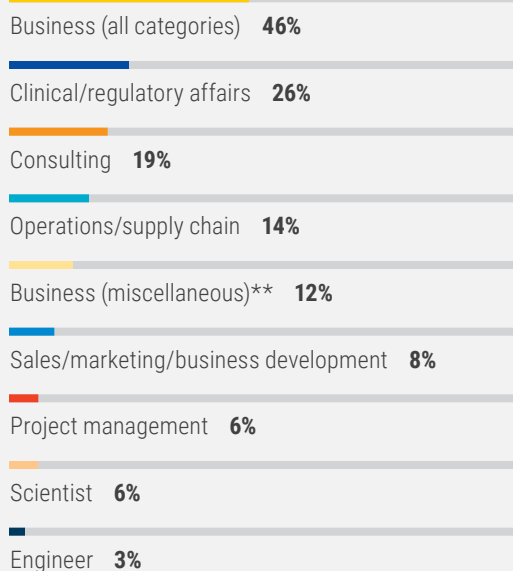 Business (all categories) 46%
Clinical/regulatory affairs 26%
Consulting 19%
Operations/supply chain 14%
Business (miscellaneous)** 12%
Sales/marketing/business development 8%
Project management 6%
Scientist 6%
Engineer 3%